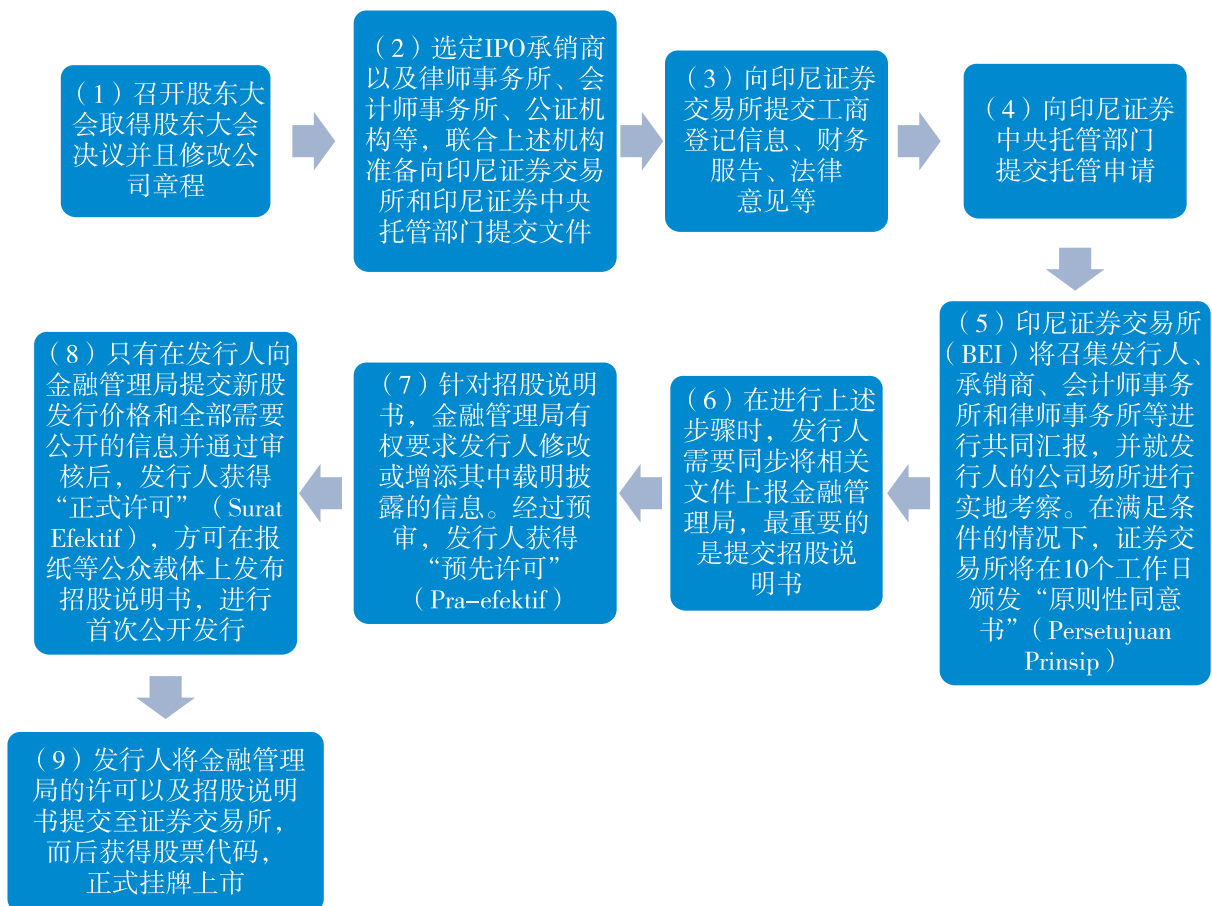 （1）召开股东大
会取得股东大会
决议并且修改公
司章程
（2）选定IPO承销商
以及律师事务所、会
计师事务所、公证机
构等，联合上述机构
准备向印尼证券交易
所和印尼证券中央
托管部门提交文件
（3）向印尼证券
交易所提交工商
登记信息、财务
服告、法律
意见等
（4）向印尼证券
中央托管部门
提交托管申请
（5）印尼证券交易所
（BEI）将召集发行人、
承销商、会计师事务
所和律师事务所等进
行共同汇报，并就发
行人的公司场所进行
实地考察。在满足条
件的情况下，证券交
易所将在10个工作日
颁发“原则性同意
书”（Persetujuan
Prinsip）
（6）在进行上述
步骤时，发行人
需要同步将相关
文件上报金融管
理局，最重要的
是提交招股说
明书
（7）针对招股说明
书，金融管理局有
权要求发行人修改
或增添其中载明披
露的信息。经过预
审，发行人获得
“预先许可”
（Pra–efektif）
（8）只有在发行人向
金融管理局提交新股
发行价格和全部需要
公开的信息并通过审
核后，发行人获得
“正式许可”（Surat
Efektif），方可在报
纸等公众载体上发布
招股说明书，进行
首次公开发行
（9）发行人将金融管理
局的许可以及招股说明
书提交至证券交易所，
而后获得股票代码，
正式挂牌上市